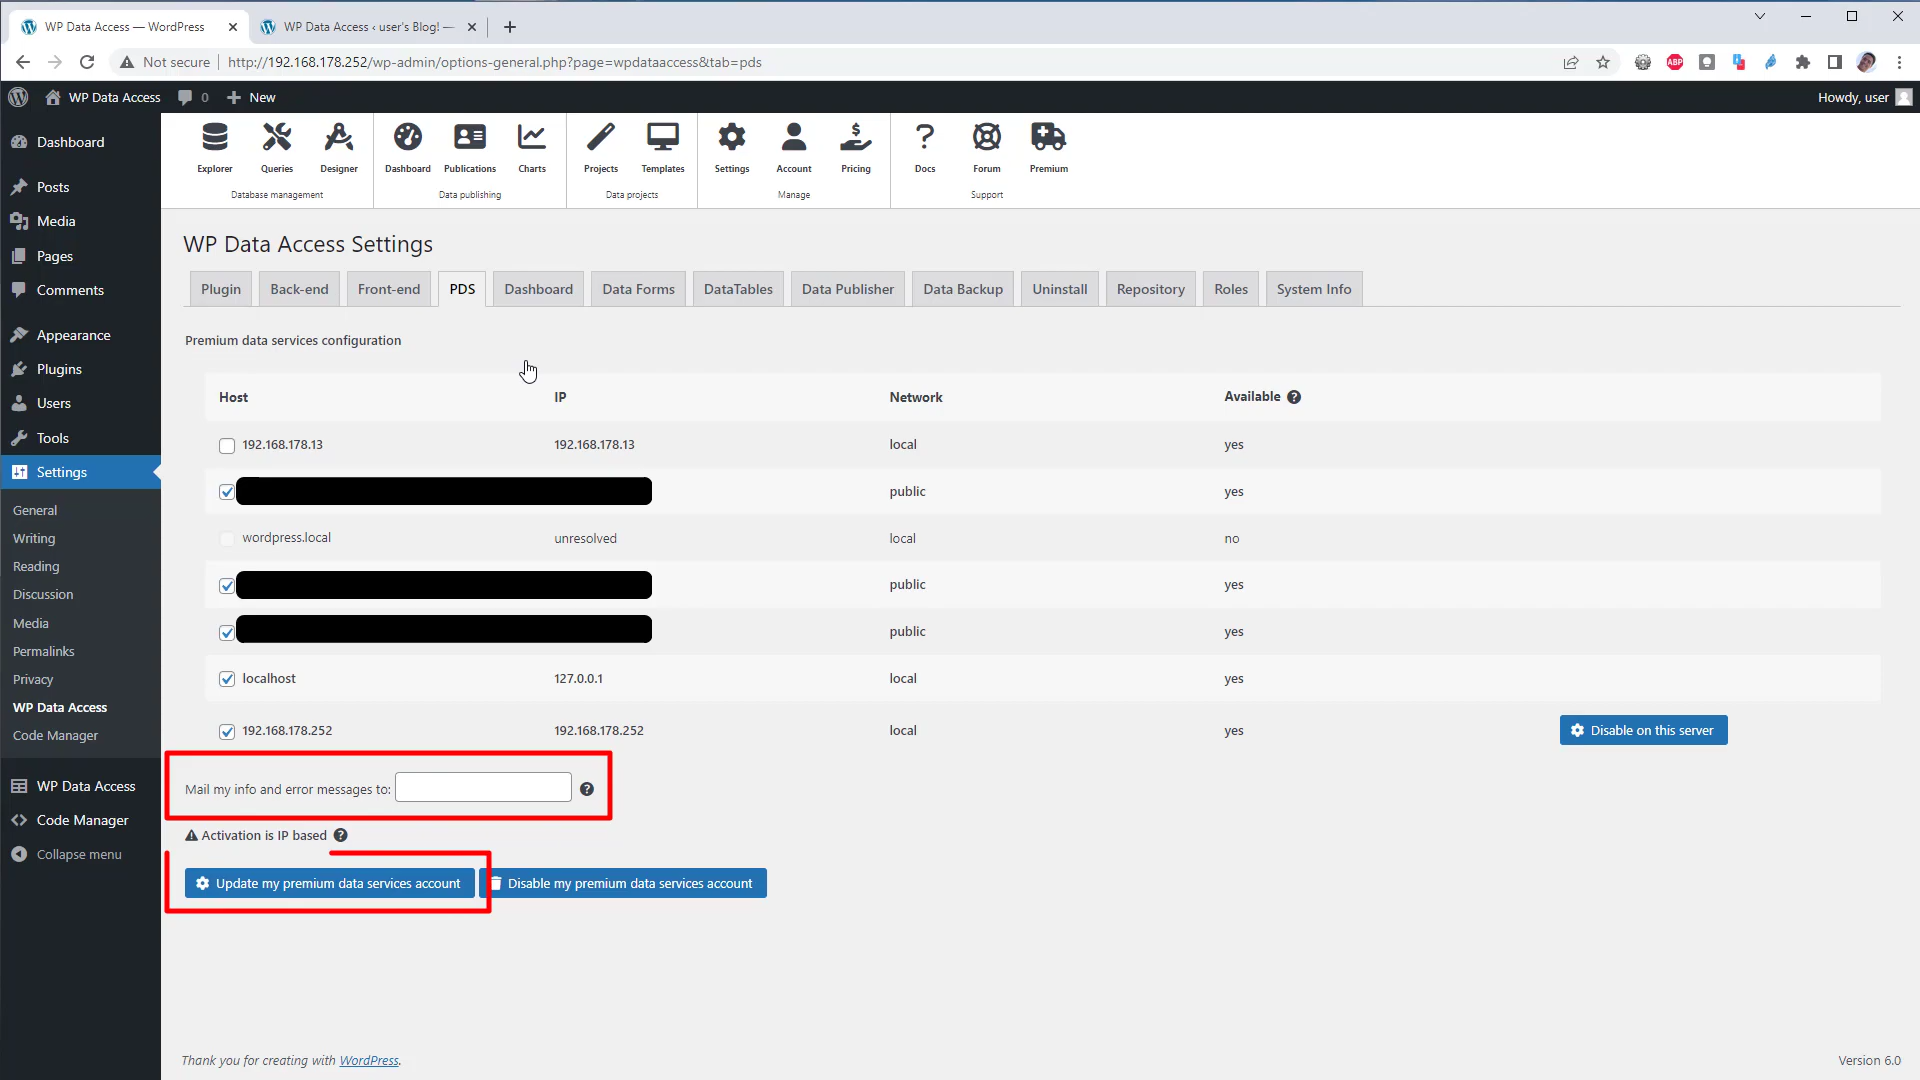 WP Data Access — WordPress
WP Data Access ‹ user's Blog! —
Not secure
http://192.168.178.252/wp-admin/options-general.php?page=wpdataaccess&tab=pds
ABP
WP Data Access
0
New
Howdy, user
Dashboard
Posts
Media
Pages
Comments
Appearance
Plugins
Users
Tools
Settings
General
Writing
Reading
Discussion
Media
Permalinks
Privacy
WP Data Access
Code Manager
WP Data Access
Code Manager
Collapse menu
Explorer Queries Designer
Database management
Dashboard Publications Charts
Data publishing
Projects Templates
Data projects
Settings Account Pricing
Manage
Docs Forum Premium
Support
WP Data Access Settings
Plugin Back-end Front-end PDS Dashboard Data Forms DataTables Data Publisher Data Backup Uninstall Repository Roles System Info
Premium data services configuration
Host IP Network Available
192.168.178.13 192.168.178.13 local yes
public yes
wordpress.local unresolved local no
public yes
public yes
localhost 127.0.0.1 local yes
192.168.178.252 192.168.178.252 local yes Disable on this server
Mail my info and error messages to:
Activation is IP based
Update my premium data services account Disable my premium data services account
Thank you for creating with WordPress.
Version 6.0